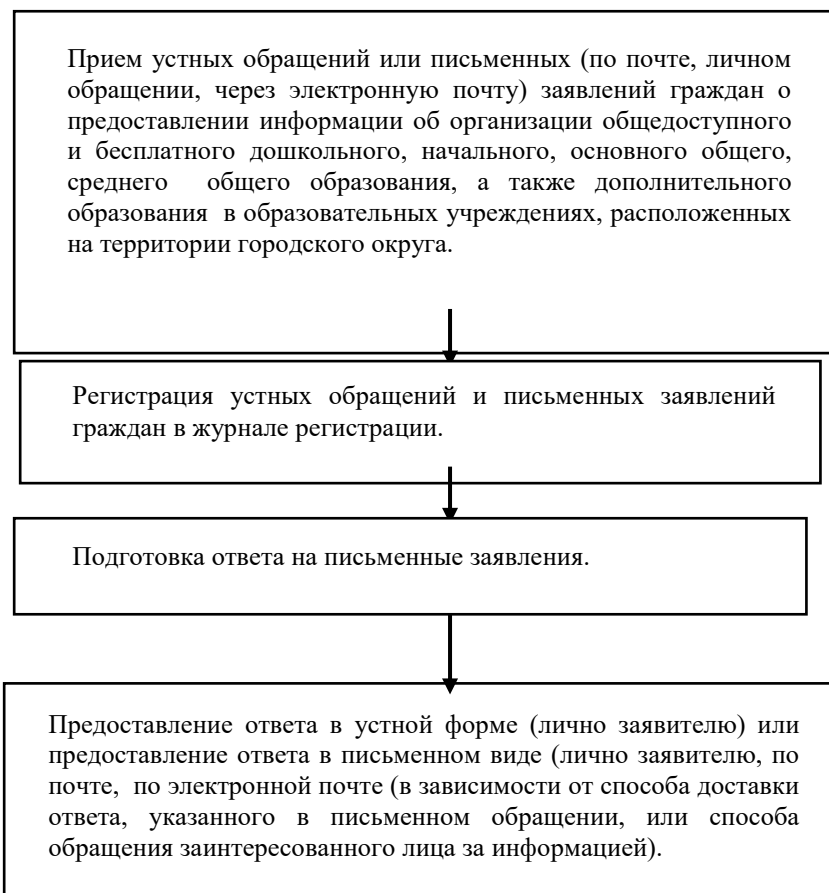 Прием устных обращений или письменных (по почте, личном
обращении, через электронную почту) заявлений граждан о
предоставлении информации об организации общедоступного
и бесплатного дошкольного, начального, основного общего,
среднего общего образования, а также дополнительного
образования в образовательных учреждениях, расположенных
на территории городского округа.
Регистрация устных обращений и письменных заявлений
граждан в журнале регистрации.
Подготовка ответа на письменные заявления.
Предоставление ответа в устной форме (лично заявителю) или
предоставление ответа в письменном виде (лично заявителю, по
почте, по электронной почте (в зависимости от способа доставки
ответа, указанного в письменном обращении, или способа
обращения заинтересованного лица за информацией).